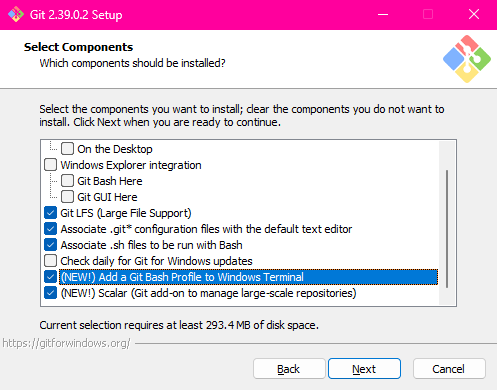 Git 2.39.0.2 Setup
Select Components
Which components should be installed?
Select the components you want to install; clear the components you do not want to
install. Click Next when you are ready to continue.
On the Desktop
Windows Explorer integration
Git Bash Here
Git GUI Here
Git LFS (Large File Support)
Associate .git* configuration files with the default text editor
Associate .sh files to be run with Bash
Check daily for Git for Windows updates
(NEW!) Add a Git Bash Profile to Windows Terminal
(NEW!) Scalar (Git add-on to manage large-scale repositories)
Current selection requires at least 293.4 MB of disk space.
https://gitforwindows.org/
Back Next Cancel